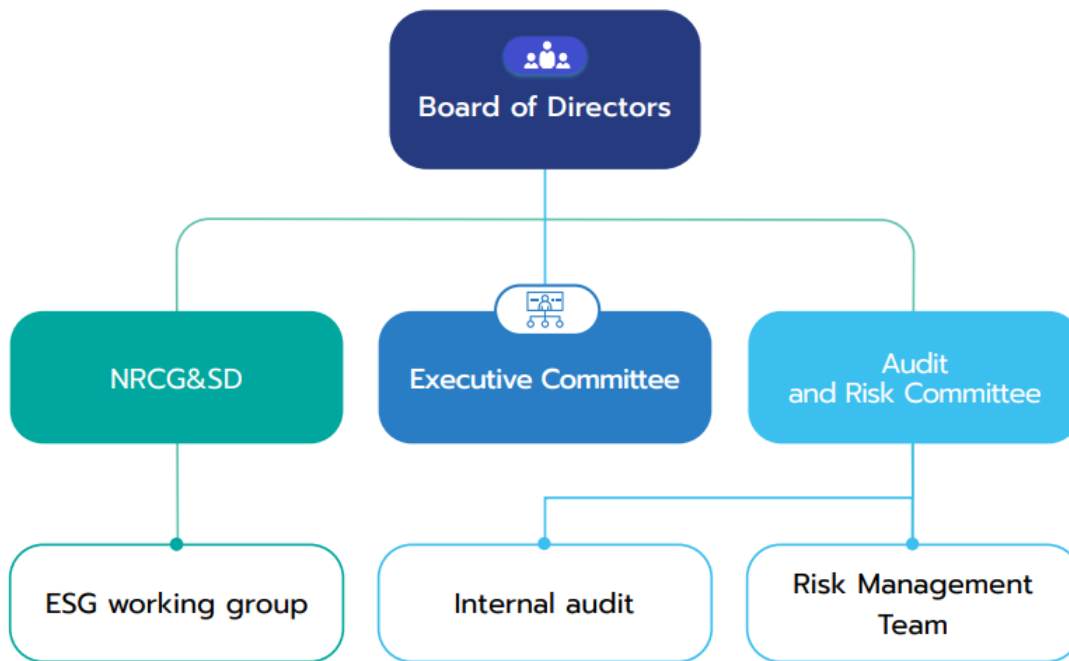 Board of Directors
NRCG&SD
Executive Committee
Audit
and Risk Committee
ESG working group
Internal audit
Risk Management
Team